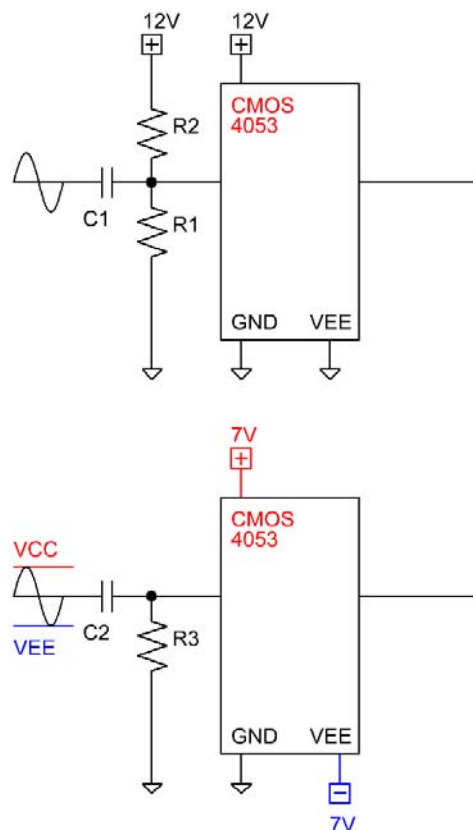 12V 12V
CMOS
4053
R2
C1
R1
GND VEE
7V
CMOS
4053
VCC
C2
VEE
R3
GND VEE
7V